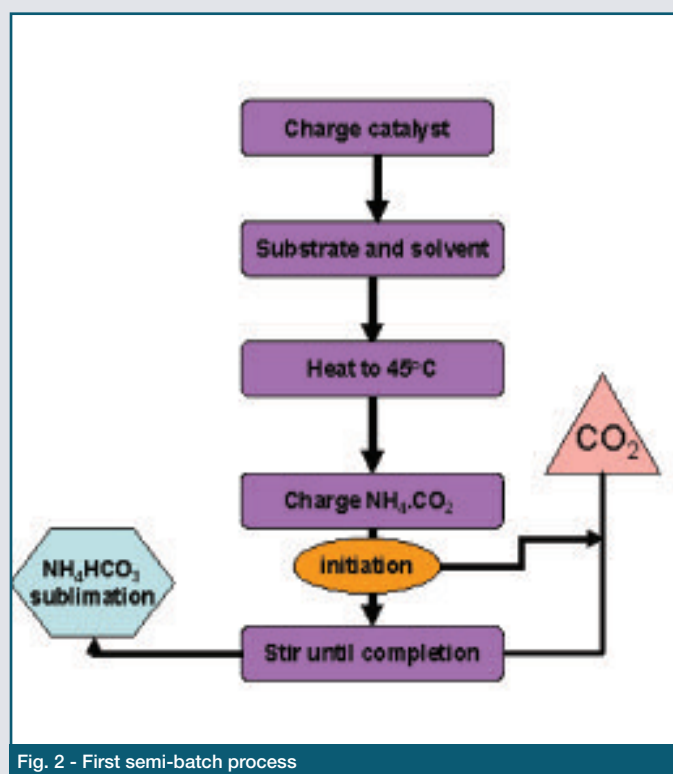 Charge catalyst
Substrate and solvent
Heat to 45°C
Charge NH₄.CO₂
CO₂
initiation
NH₄HCO₃
sublimation
Stir until completion
Fig. 2 - First semi-batch process